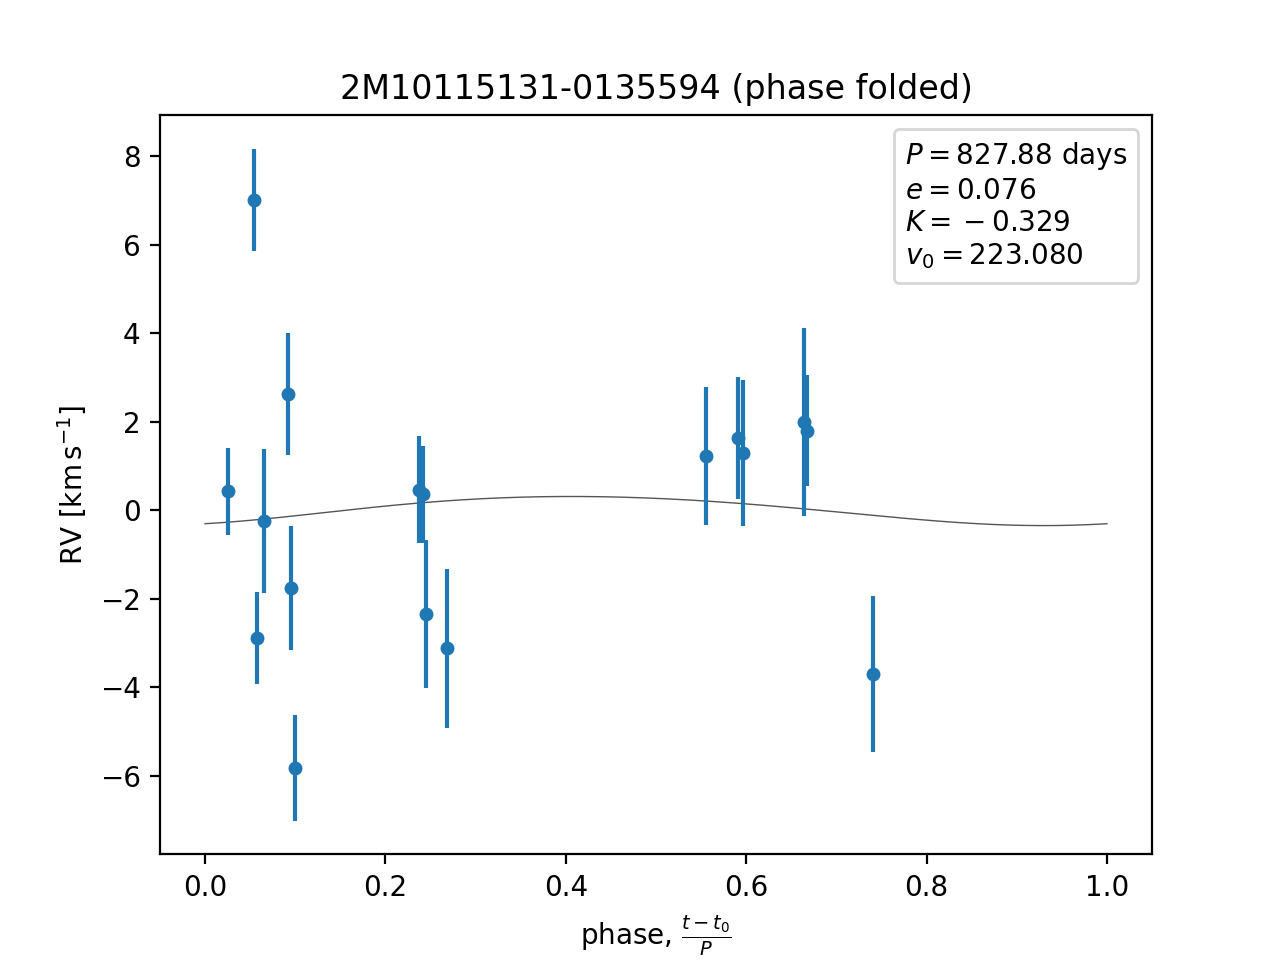 2M10115131-0135594 (phase folded)
P = 827.88 days
e = 0.076
K = −0.329
v₀ = 223.080
8
6
4
2
0
−2
−4
−6
RV [km s⁻¹]
0.0 0.2 0.4 0.6 0.8 1.0
phase, (t − t₀)/P